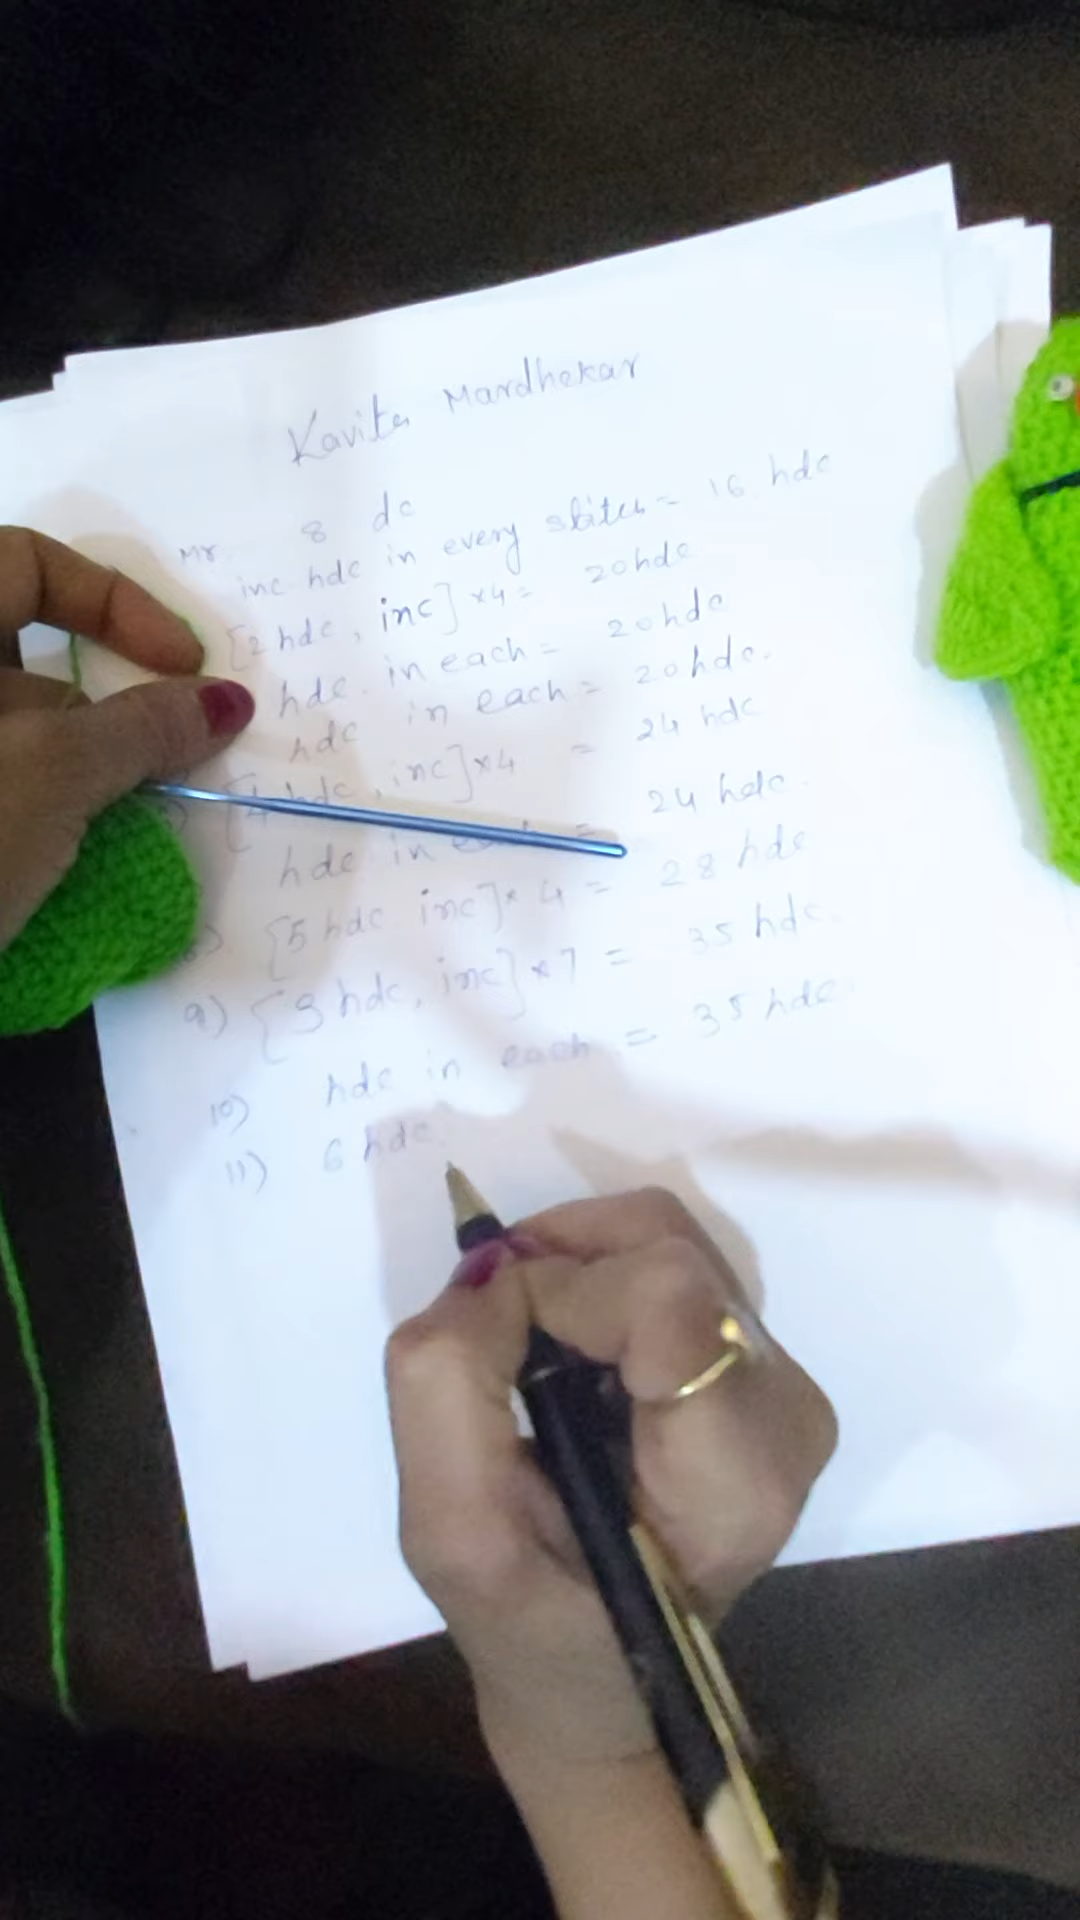 Kavita Mardhekar
Mr. 8 dc
inc hdc in every stitch = 16 hdc
[2 hdc, inc] x4 = 20hdc
hdc in each = 20hdc
hdc in each = 20hdc.
[4 hdc, inc] x4 = 24 hdc
hdc in = 24 hdc.
[5 hdc inc] x 4 = 28 hdc
9) [3 hdc, inc] x 7 = 35 hdc.
10) hdc in each = 35 hdc.
11) 6 hdc